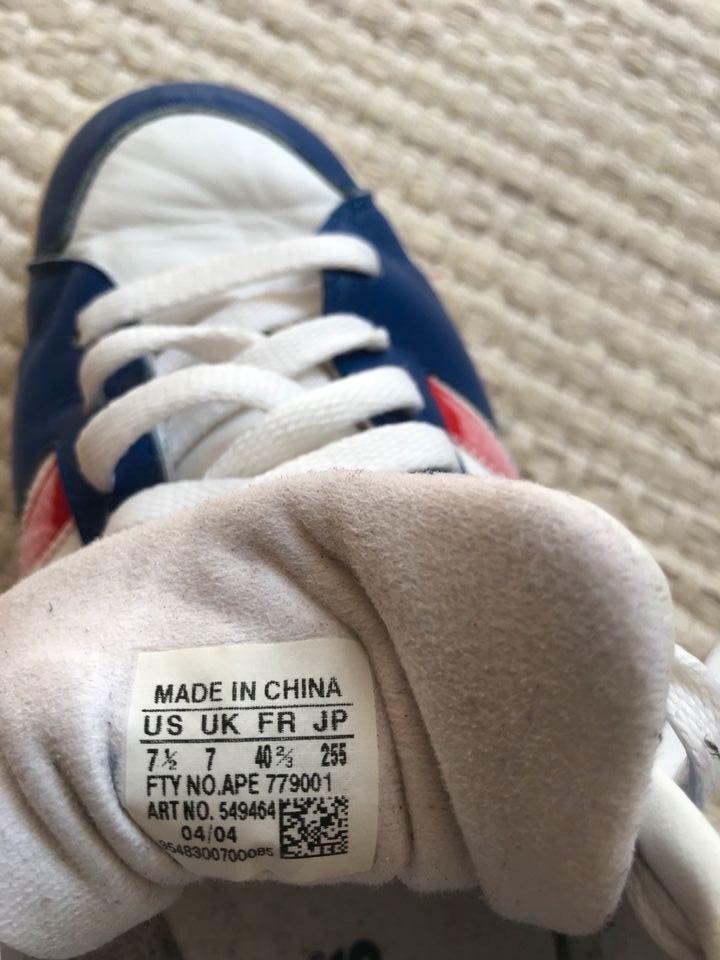 MADE IN CHINA
US UK FR JP
7½ 7 40⅔ 255
FTY NO.APE 779001
ART NO. 549464
04/04